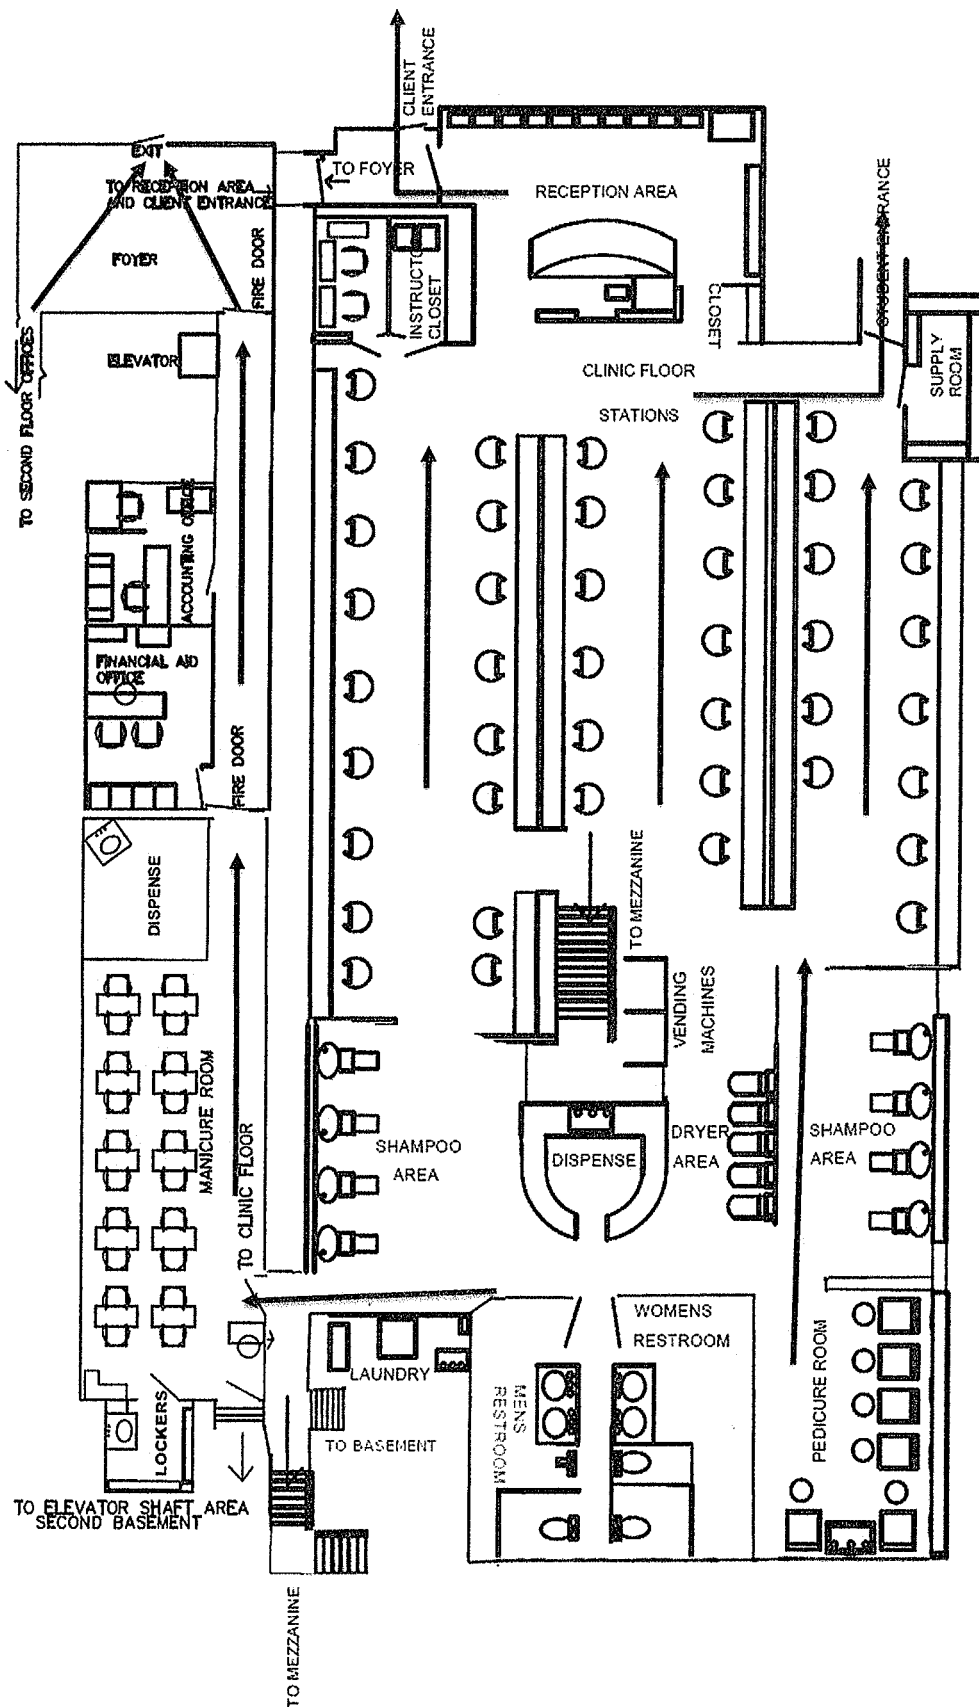 CLIENT
ENTRANCE
EXIT
TO FOYER
TO RECEPTION AREA
AND CLIENT ENTRANCE
RECEPTION AREA
STUDENT ENTRANCE
FOYER
FIRE DOOR
INSTRUCTO
CLOSET
CLOSET
TO SECOND FLOOR OFFICES
ELEVATOR
CLINIC FLOOR
STATIONS
SUPPLY
ROOM
ACCOUNTING OFFICE
FINANCIAL AID
OFFICE
FIRE DOOR
DISPENSE
TO MEZZANINE
VENDING
MACHINES
MANICURE ROOM
TO CLINIC FLOOR
SHAMPOO
AREA
DISPENSE
DRYER
AREA
SHAMPOO
AREA
WOMENS
RESTROOM
LAUNDRY
MENS
RESTROOM
PEDICURE ROOM
LOCKERS
TO BASEMENT
TO ELEVATOR SHAFT AREA
SECOND BASEMENT
TO MEZZANINE